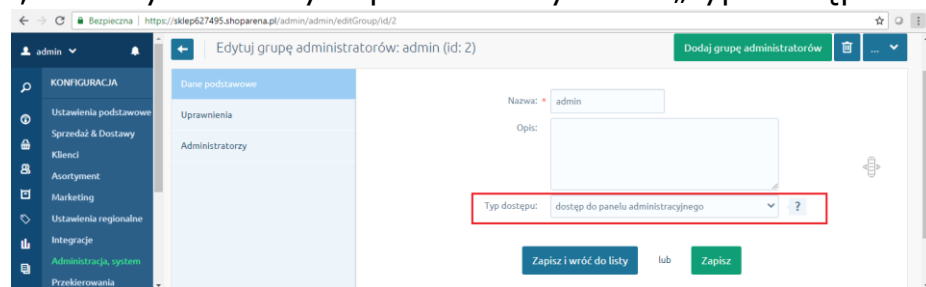 Bezpieczna | https://sklep627495.shoparena.pl/admin/admin/editGroup/id/2
admin
Edytuj grupę administratorów: admin (id: 2)
Dodaj grupę administratorów
...
KONFIGURACJA
Ustawienia podstawowe
Sprzedaż & Dostawy
Klienci
Asortyment
Marketing
Ustawienia regionalne
Integracje
Administracja, system
Przekierowania
Dane podstawowe
Uprawnienia
Administratorzy
Nazwa: * admin
Opis:
Typ dostępu: dostęp do panelu administracyjnego ?
Zapisz i wróć do listy lub Zapisz